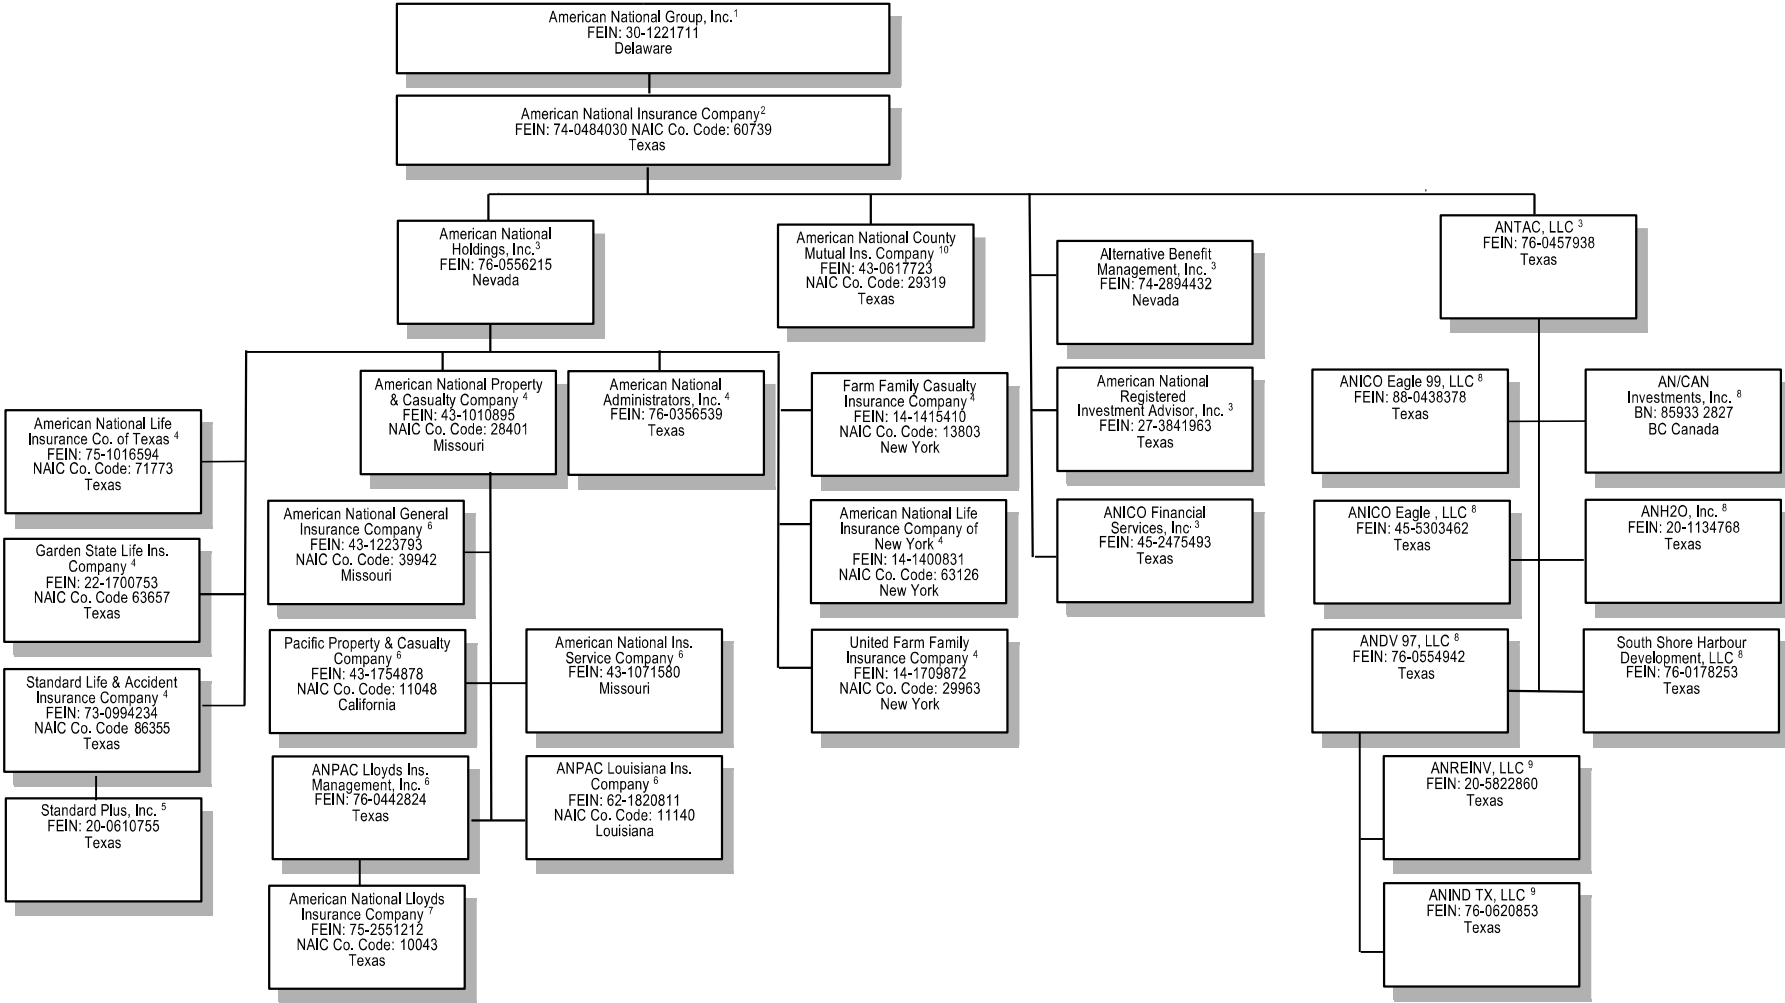 American National Group, Inc.¹
FEIN: 30-1221711
Delaware
American National Insurance Company²
FEIN: 74-0484030 NAIC Co. Code: 60739
Texas
American National
Holdings, Inc.³
FEIN: 76-0556215
Nevada
American National County
Mutual Ins. Company ¹⁰
FEIN: 43-0617723
NAIC Co. Code: 29319
Texas
Alternative Benefit
Management, Inc. ³
FEIN: 74-2894432
Nevada
ANTAC, LLC ³
FEIN: 76-0457938
Texas
American National Life
Insurance Co. of Texas ⁴
FEIN: 75-1016594
NAIC Co. Code: 71773
Texas
American National Property
& Casualty Company ⁴
FEIN: 43-1010895
NAIC Co. Code: 28401
Missouri
American National
Administrators, Inc. ⁴
FEIN: 76-0356539
Texas
Farm Family Casualty
Insurance Company ⁴
FEIN: 14-1415410
NAIC Co. Code: 13803
New York
American National
Registered
Investment Advisor, Inc. ³
FEIN: 27-3841963
Texas
ANICO Eagle 99, LLC ⁸
FEIN: 88-0438378
Texas
AN/CAN
Investments, Inc. ⁸
BN: 85933 2827
BC Canada
Garden State Life Ins.
Company ⁴
FEIN: 22-1700753
NAIC Co. Code 63657
Texas
American National General
Insurance Company ⁶
FEIN: 43-1223793
NAIC Co. Code: 39942
Missouri
American National Life
Insurance Company of
New York ⁴
FEIN: 14-1400831
NAIC Co. Code: 63126
New York
ANICO Financial
Services, Inc. ³
FEIN: 45-2475493
Texas
ANICO Eagle , LLC ⁸
FEIN: 45-5303462
Texas
ANH2O, Inc. ⁸
FEIN: 20-1134768
Texas
Standard Life & Accident
Insurance Company ⁴
FEIN: 73-0994234
NAIC Co. Code 86355
Texas
Pacific Property & Casualty
Company ⁶
FEIN: 43-1754878
NAIC Co. Code: 11048
California
American National Ins.
Service Company ⁶
FEIN: 43-1071580
Missouri
United Farm Family
Insurance Company ⁴
FEIN: 14-1709872
NAIC Co. Code: 29963
New York
ANDV 97, LLC ⁸
FEIN: 76-0554942
Texas
South Shore Harbour
Development, LLC ⁸
FEIN: 76-0178253
Texas
Standard Plus, Inc. ⁵
FEIN: 20-0610755
Texas
ANPAC Lloyds Ins.
Management, Inc. ⁶
FEIN: 76-0442824
Texas
ANPAC Louisiana Ins.
Company ⁶
FEIN: 62-1820811
NAIC Co. Code: 11140
Louisiana
ANREINV, LLC ⁹
FEIN: 20-5822860
Texas
American National Lloyds
Insurance Company ⁷
FEIN: 75-2551212
NAIC Co. Code: 10043
Texas
ANIND TX, LLC ⁹
FEIN: 76-0620853
Texas